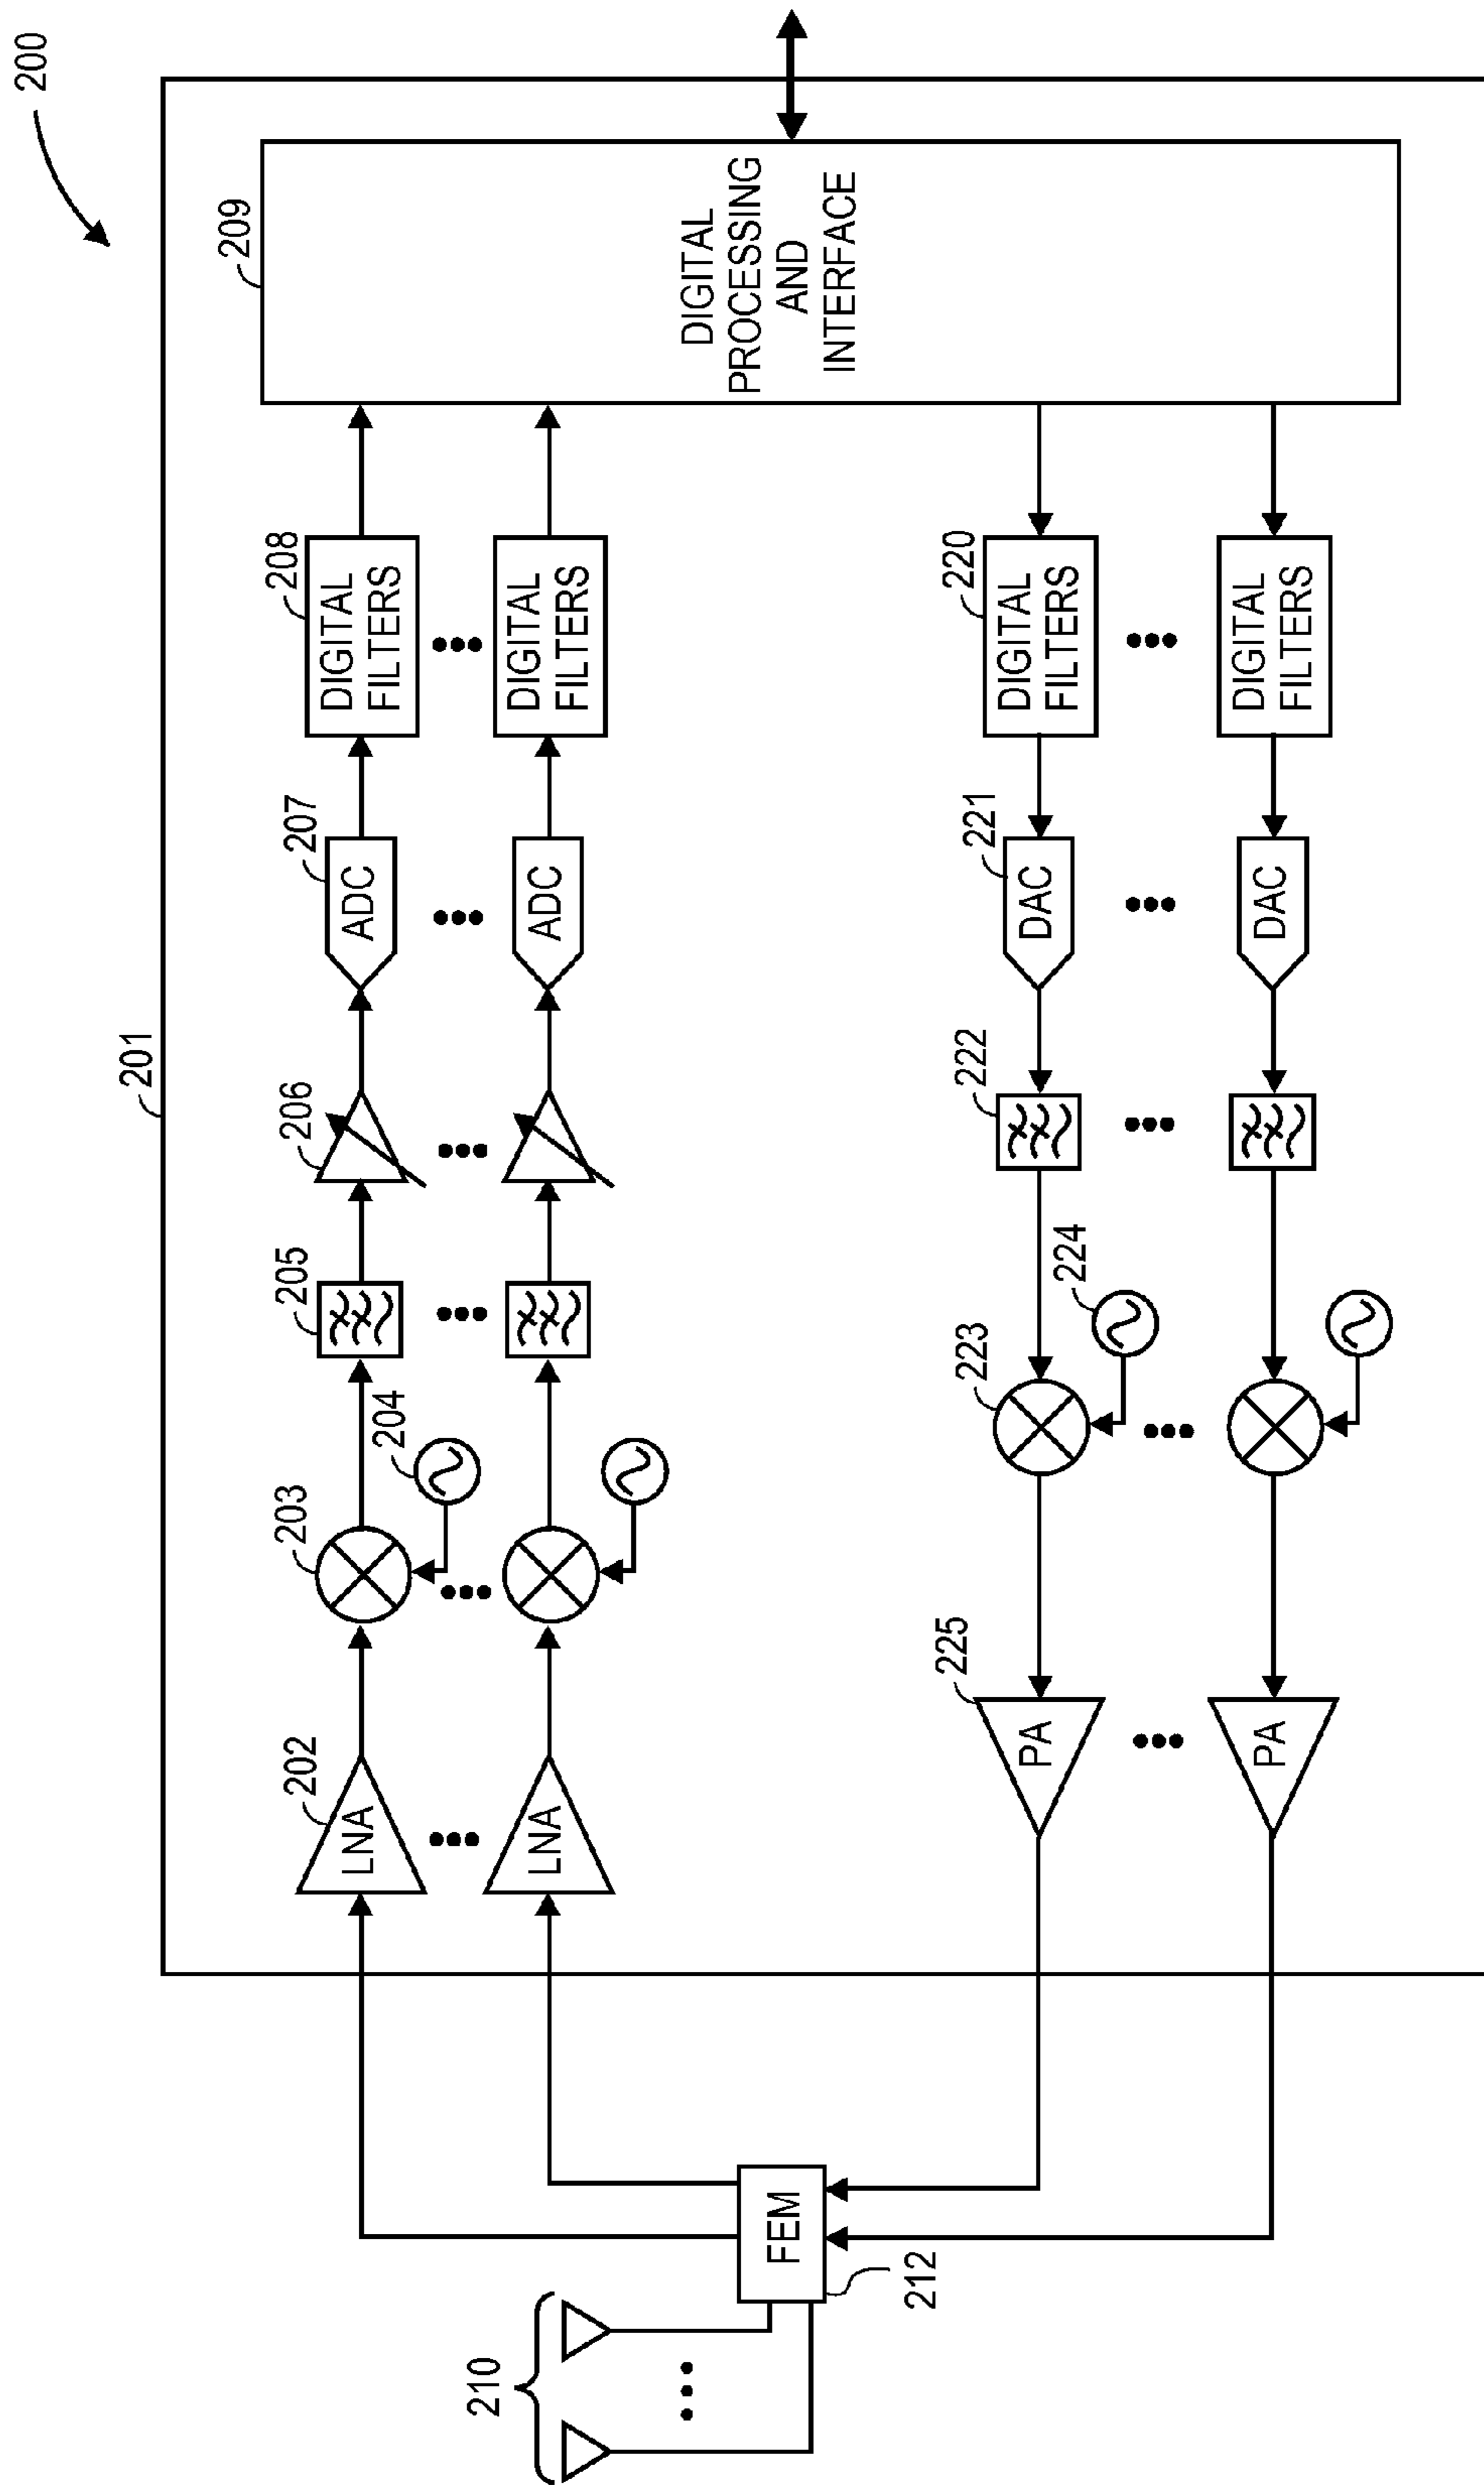 200
201
209
DIGITAL
PROCESSING
AND
INTERFACE
202
LNA
203
204
205
206
207
ADC
208
DIGITAL
FILTERS
LNA
ADC
DIGITAL
FILTERS
210
FEM
212
225
PA
223
224
222
221
DAC
220
DIGITAL
FILTERS
PA
DAC
DIGITAL
FILTERS